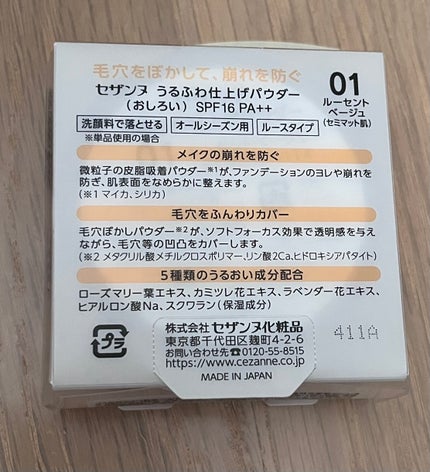 毛穴をぼかして、崩れを防ぐ
セザンヌ うるふわ仕上げパウダー
（おしろい） SPF16 PA++
01
ルーセント
ベージュ
（セミマット肌）
洗顔料で落とせる オールシーズン用 ルースタイプ
※単品使用の場合
メイクの崩れを防ぐ
微粒子の皮脂吸着パウダー※1が、ファンデーションのヨレや崩れを
防ぎ、肌表面をなめらかに整えます。
（※1 マイカ、シリカ）
毛穴をふんわりカバー
毛穴ぼかしパウダー※2が、ソフトフォーカス効果で透明感を与え
ながら、毛穴等の凹凸をカバーします。
（※2 メタクリル酸メチルクロスポリマー、リン酸2Ca、ヒドロキシアパタイト）
5種類のうるおい成分配合
ローズマリー葉エキス、カミツレ花エキス、ラベンダー花エキス、
ヒアルロン酸Na、スクワラン（保湿成分）
プラ
株式会社 セザンヌ化粧品
東京都千代田区麹町4-2-6
お問い合わせ先☎0120-55-8515
https://www.cezanne.co.jp
MADE IN JAPAN
411A